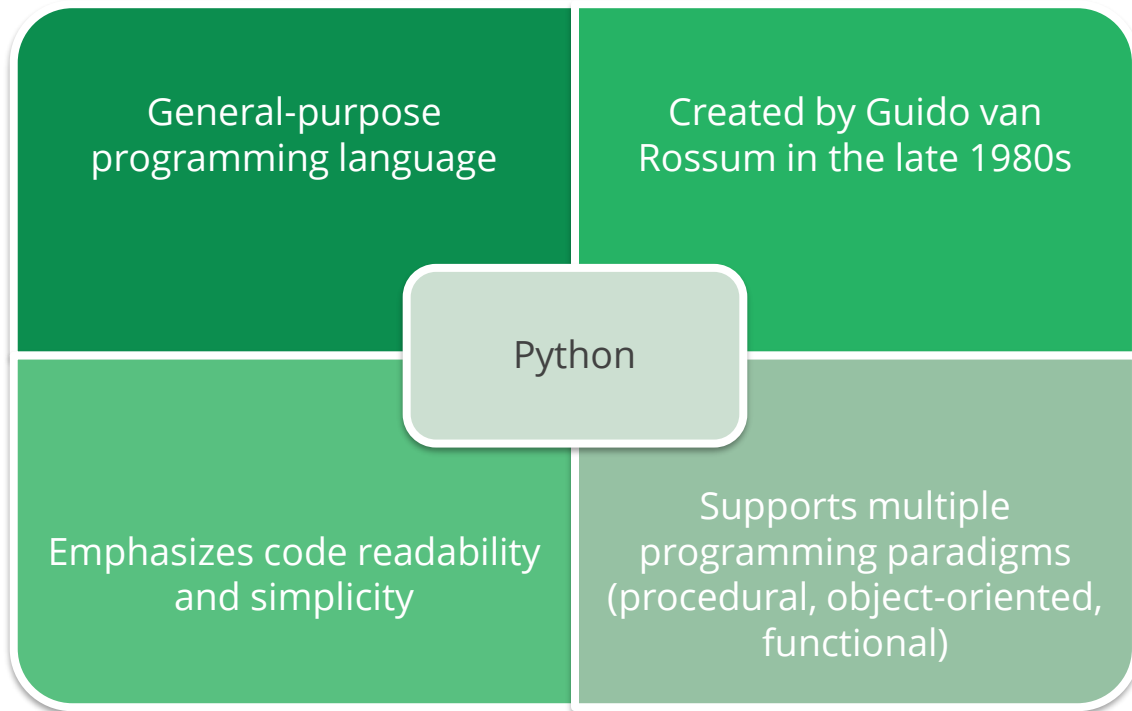 General-purpose
programming language
Created by Guido van
Rossum in the late 1980s
Python
Emphasizes code readability
and simplicity
Supports multiple
programming paradigms
(procedural, object-oriented,
functional)